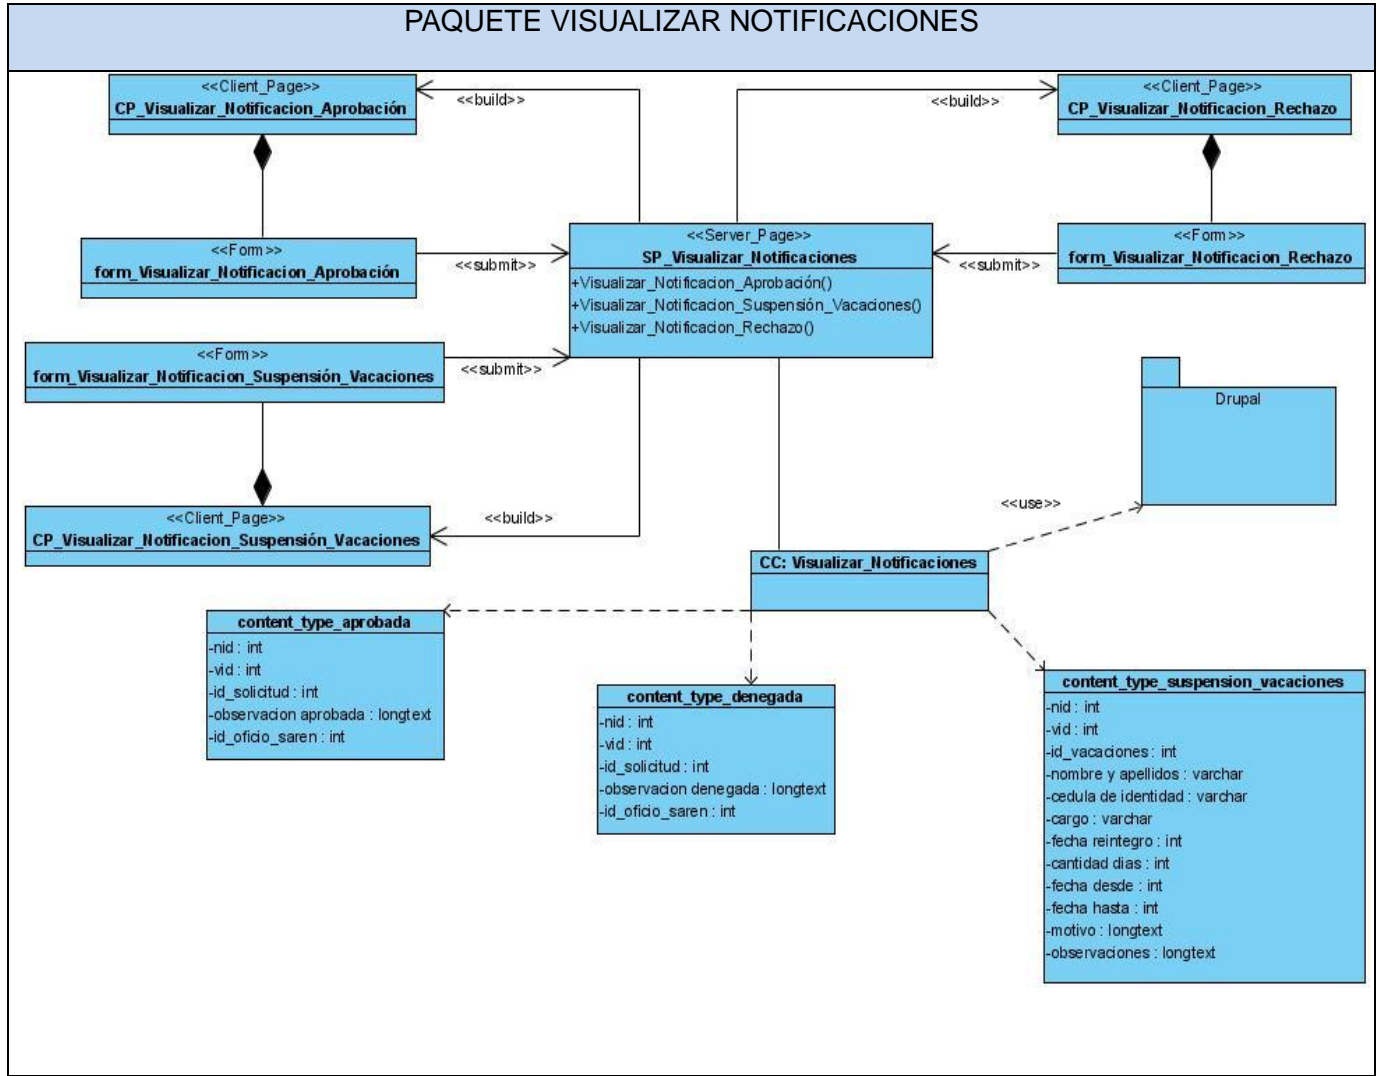 PAQUETE VISUALIZAR NOTIFICACIONES
<<Client_Page>>
CP_Visualizar_Notificacion_Aprobación
<<build>>
<<build>>
<<Client_Page>>
CP_Visualizar_Notificacion_Rechazo
<<Form>>
form_Visualizar_Notificacion_Aprobación
<<submit>>
<<Server_Page>>
SP_Visualizar_Notificaciones
+Visualizar_Notificacion_Aprobación()
+Visualizar_Notificacion_Suspensión_Vacaciones()
+Visualizar_Notificacion_Rechazo()
<<submit>>
<<Form>>
form_Visualizar_Notificacion_Rechazo
<<Form>>
form_Visualizar_Notificacion_Suspensión_Vacaciones
<<submit>>
Drupal
<<Client_Page>>
CP_Visualizar_Notificacion_Suspensión_Vacaciones
<<build>>
<<use>>
CC: Visualizar_Notificaciones
content_type_aprobada
-nid : int
-vid : int
-id_solicitud : int
-observacion aprobada : longtext
-id_oficio_saren : int
content_type_denegada
-nid : int
-vid : int
-id_solicitud : int
-observacion denegada : longtext
-id_oficio_saren : int
content_type_suspension_vacaciones
-nid : int
-vid : int
-id_vacaciones : int
-nombre y apellidos : varchar
-cedula de identidad : varchar
-cargo : varchar
-fecha reintegro : int
-cantidad dias : int
-fecha desde : int
-fecha hasta : int
-motivo : longtext
-observaciones : longtext